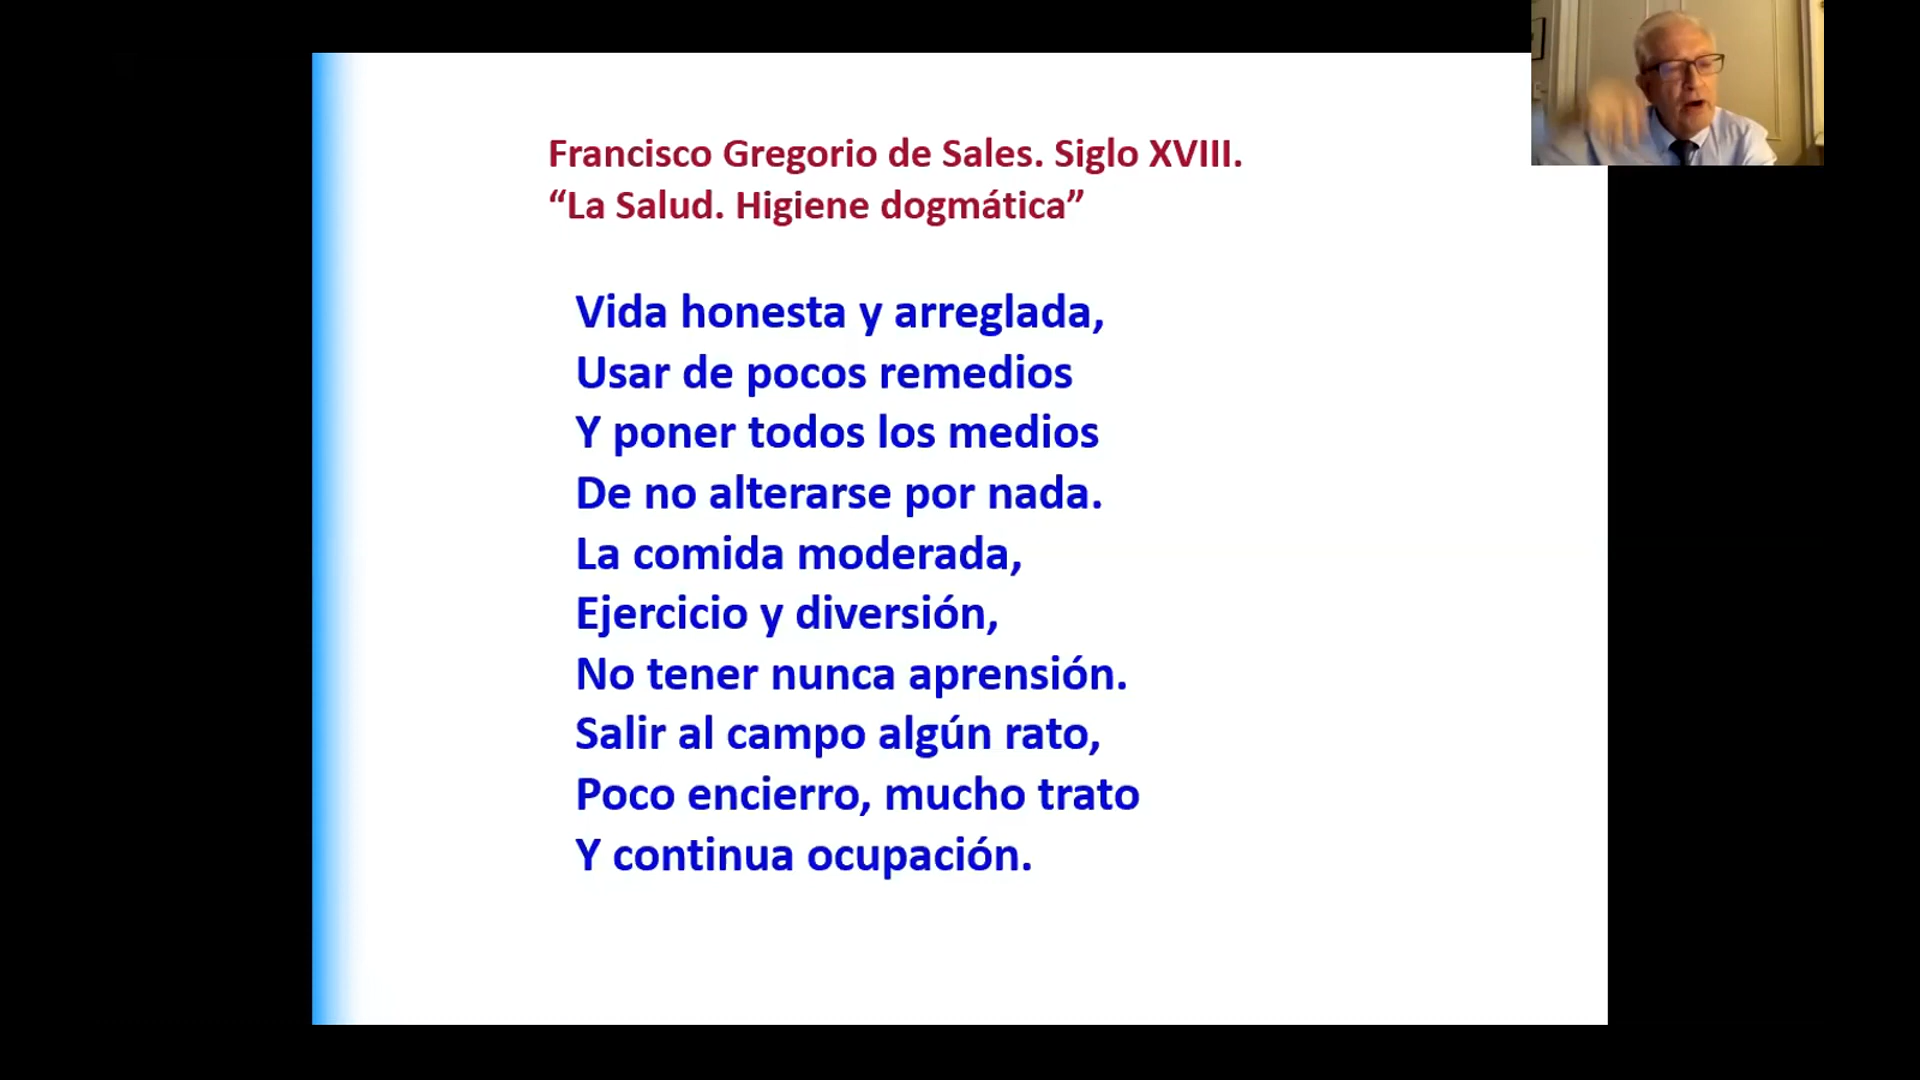 Francisco Gregorio de Sales. Siglo XVIII.
“La Salud. Higiene dogmática”
Vida honesta y arreglada,
Usar de pocos remedios
Y poner todos los medios
De no alterarse por nada.
La comida moderada,
Ejercicio y diversión,
No tener nunca aprensión.
Salir al campo algún rato,
Poco encierro, mucho trato
Y continua ocupación.